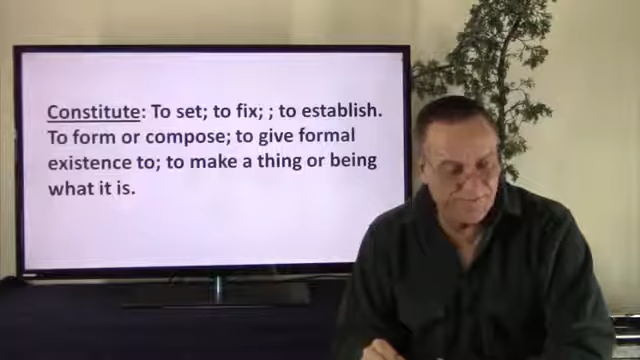 Constitute: To set; to fix; ; to establish.
To form or compose; to give formal
existence to; to make a thing or being
what it is.